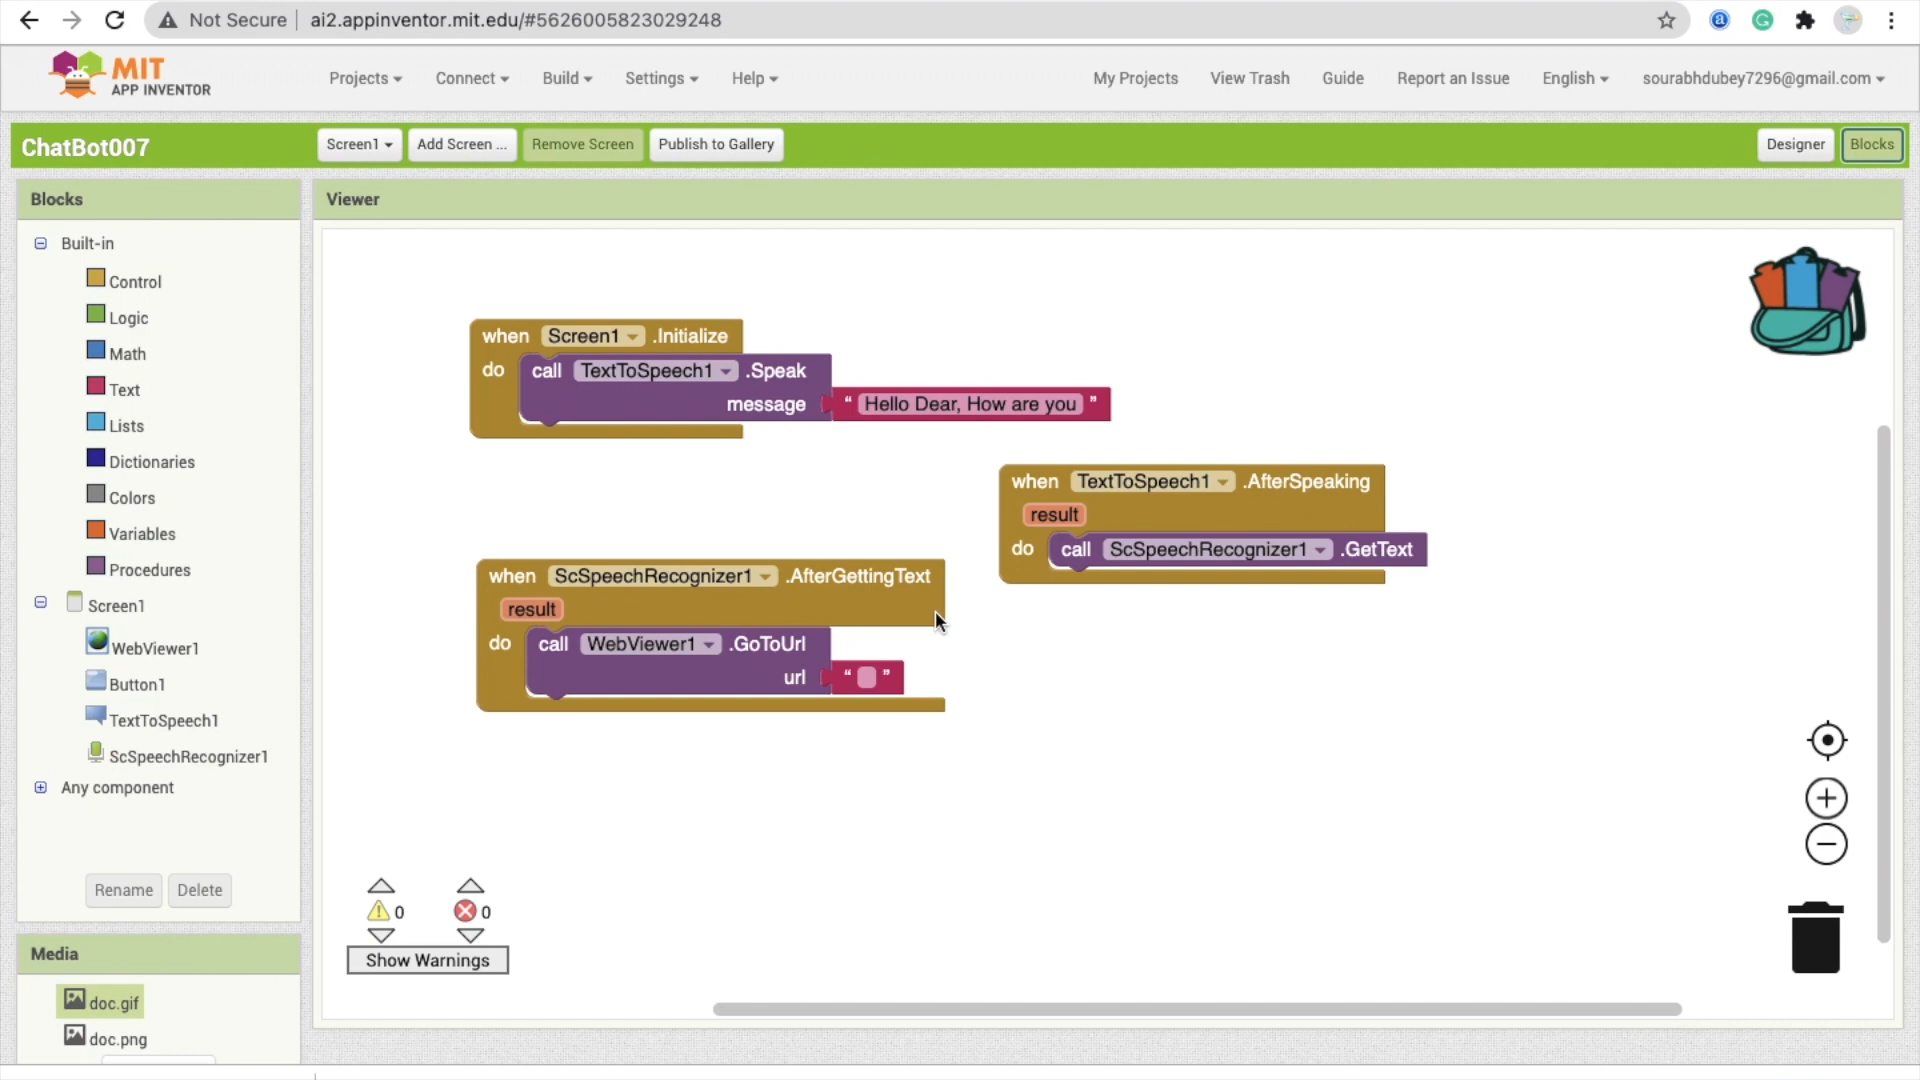 Not Secure
ai2.appinventor.mit.edu/#5626005823029248
MIT
APP INVENTOR
Projects
Connect
Build
Settings
Help
My Projects
View Trash
Guide
Report an Issue
English
sourabhdubey7296@gmail.com
ChatBot007
Screen1
Add Screen ...
Remove Screen
Publish to Gallery
Designer
Blocks
Blocks
Built-in
Control
Logic
Math
Text
Lists
Dictionaries
Colors
Variables
Procedures
Screen1
WebViewer1
Button1
TextToSpeech1
ScSpeechRecognizer1
Any component
Rename
Delete
Media
doc.gif
doc.png
Viewer
when Screen1 .Initialize
do call TextToSpeech1 .Speak
message “ Hello Dear, How are you ”
when TextToSpeech1 .AfterSpeaking
result
do call ScSpeechRecognizer1 .GetText
when ScSpeechRecognizer1 .AfterGettingText
result
do call WebViewer1 .GoToUrl
url “ ”
0
0
Show Warnings